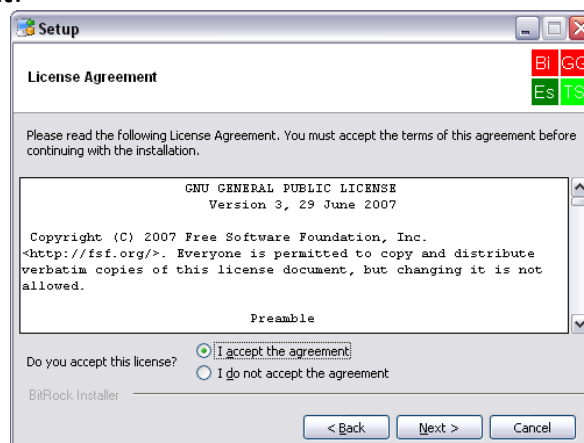 Setup
License Agreement
Bi GG
Es TS
Please read the following License Agreement. You must accept the terms of this agreement before
continuing with the installation.
GNU GENERAL PUBLIC LICENSE
Version 3, 29 June 2007
Copyright (C) 2007 Free Software Foundation, Inc.
<http://fsf.org/>. Everyone is permitted to copy and distribute
verbatim copies of this license document, but changing it is not
allowed.
Preamble
Do you accept this license?
I accept the agreement
I do not accept the agreement
BitRock Installer
< Back
Next >
Cancel